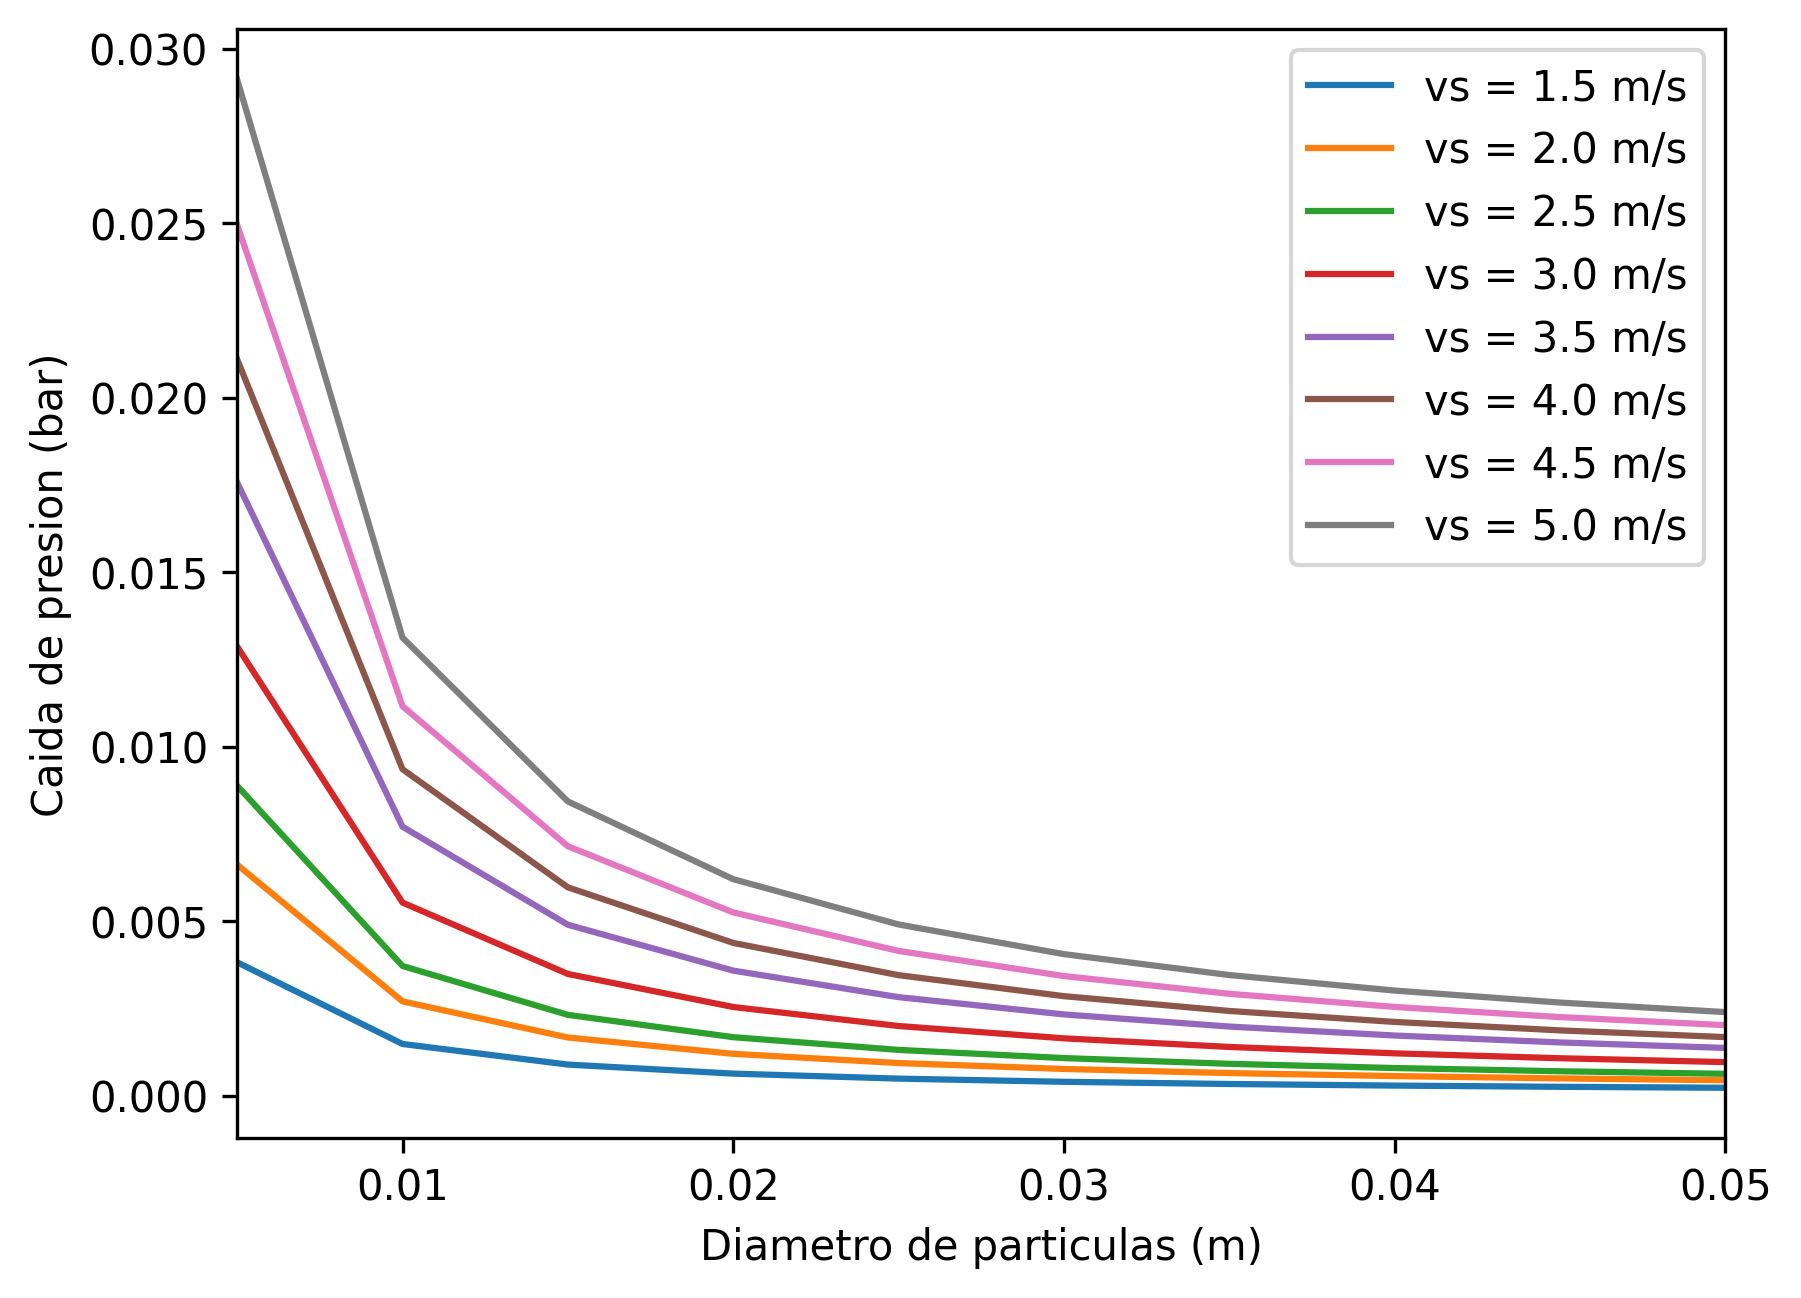 0.030
0.025
0.020
0.015
0.010
0.005
0.000
Caida de presion (bar)
vs = 1.5 m/s
vs = 2.0 m/s
vs = 2.5 m/s
vs = 3.0 m/s
vs = 3.5 m/s
vs = 4.0 m/s
vs = 4.5 m/s
vs = 5.0 m/s
0.01 0.02 0.03 0.04 0.05
Diametro de particulas (m)